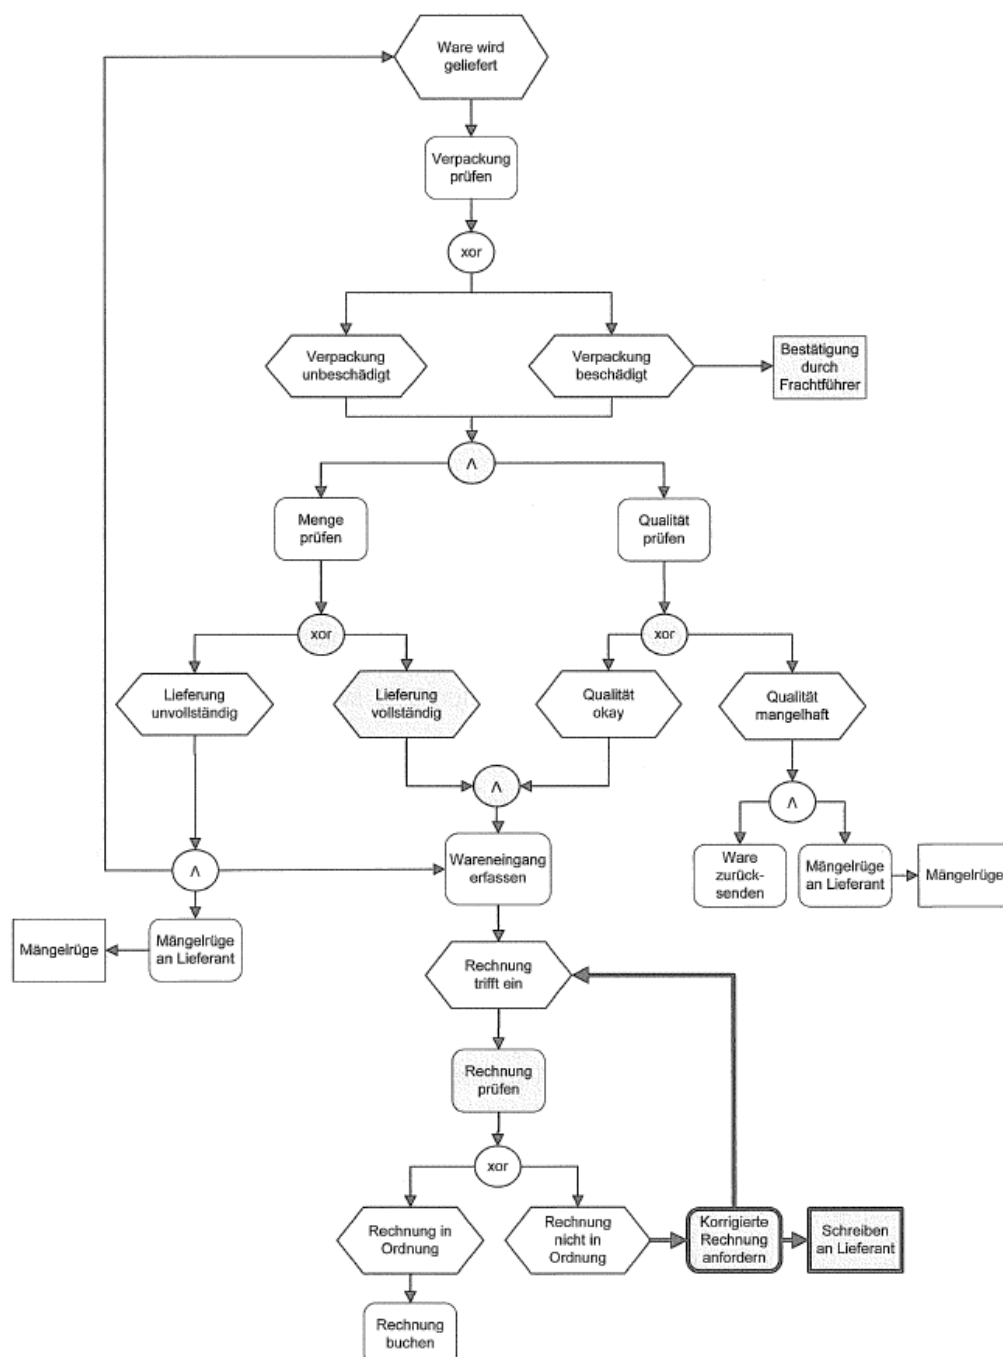 Ware wird
geliefert
Verpackung
prüfen
xor
Verpackung
unbeschädigt
Verpackung
beschädigt
Bestätigung
durch
Frachtführer
Λ
Menge
prüfen
Qualität
prüfen
xor
xor
Lieferung
unvollständig
Lieferung
vollständig
Qualität
okay
Qualität
mangelhaft
Λ
Λ
Wareneingang
erfassen
Ware
zurück-
senden
Mängelrüge
an Lieferant
Mängelrüge
Λ
Mängelrüge
Mängelrüge
an Lieferant
Rechnung
trifft ein
Rechnung
prüfen
xor
Rechnung in
Ordnung
Rechnung
nicht in
Ordnung
Korrigierte
Rechnung
anfordern
Schreiben
an Lieferant
Rechnung
buchen